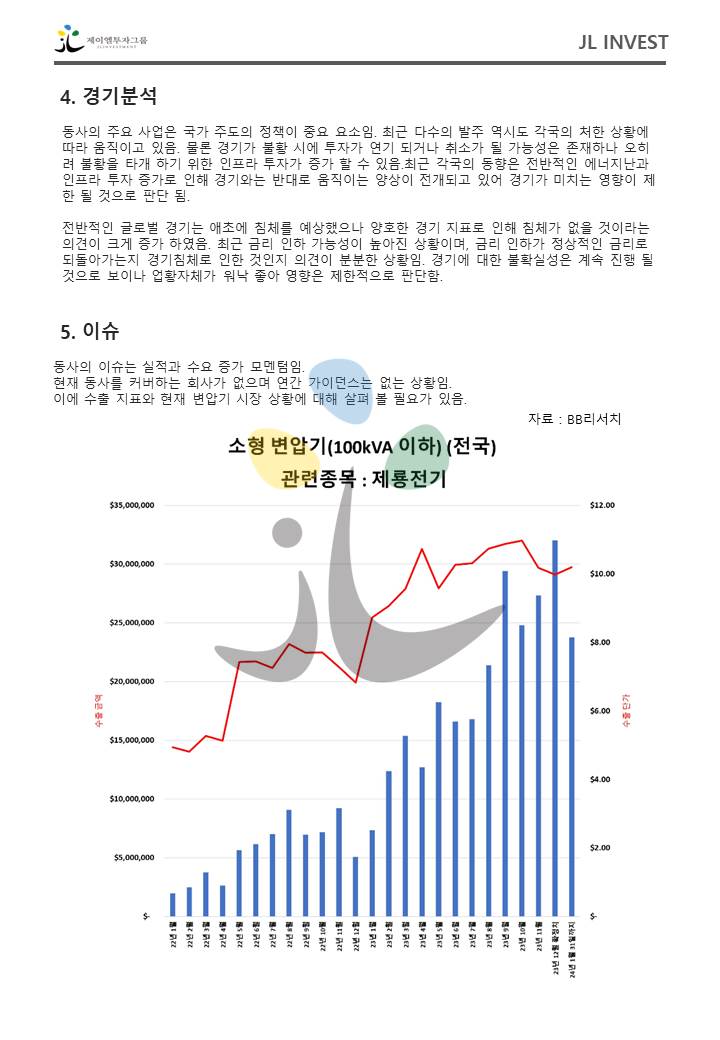 제이엘투자그룹
JL INVESTMENT
JL INVEST
4. 경기분석
동사의 주요 사업은 국가 주도의 정책이 중요 요소임. 최근 다수의 발주 역시도 각국의 처한 상황에
따라 움직이고 있음. 물론 경기가 불황 시에 투자가 연기 되거나 취소가 될 가능성은 존재하나 오히
려 불황을 타개 하기 위한 인프라 투자가 증가 할 수 있음.최근 각국의 동향은 전반적인 에너지난과
인프라 투자 증가로 인해 경기와는 반대로 움직이는 양상이 전개되고 있어 경기가 미치는 영향이 제
한 될 것으로 판단 됨.
전반적인 글로벌 경기는 애초에 침체를 예상했으나 양호한 경기 지표로 인해 침체가 없을 것이라는
의견이 크게 증가 하였음. 최근 금리 인하 가능성이 높아진 상황이며, 금리 인하가 정상적인 금리로
되돌아가는지 경기침체로 인한 것인지 의견이 분분한 상황임. 경기에 대한 불확실성은 계속 진행 될
것으로 보이나 업황자체가 워낙 좋아 영향은 제한적으로 판단함.
5. 이슈
동사의 이슈는 실적과 수요 증가 모멘텀임.
현재 동사를 커버하는 회사가 없으며 연간 가이던스는 없는 상황임.
이에 수출 지표와 현재 변압기 시장 상황에 대해 살펴 볼 필요가 있음.
자료 : BB리서치
소형 변압기(100kVA 이하) (전국)
관련종목 : 제룡전기
$35,000,000
$30,000,000
$25,000,000
$20,000,000
$15,000,000
$10,000,000
$5,000,000
$-
수출 금액
$12.00
$10.00
$8.00
$6.00
$4.00
$2.00
$-
수출 단가
22년 1월
22년 2월
22년 3월
22년 4월
22년 5월
22년 6월
22년 7월
22년 8월
22년 9월
22년 10월
22년 11월
22년 12월
23년 1월
23년 2월
23년 3월
23년 4월
23년 5월
23년 6월
23년 7월
23년 8월
23년 9월
23년 10월
23년 11월
23년 12월 확정치
24년 1월 31일까지